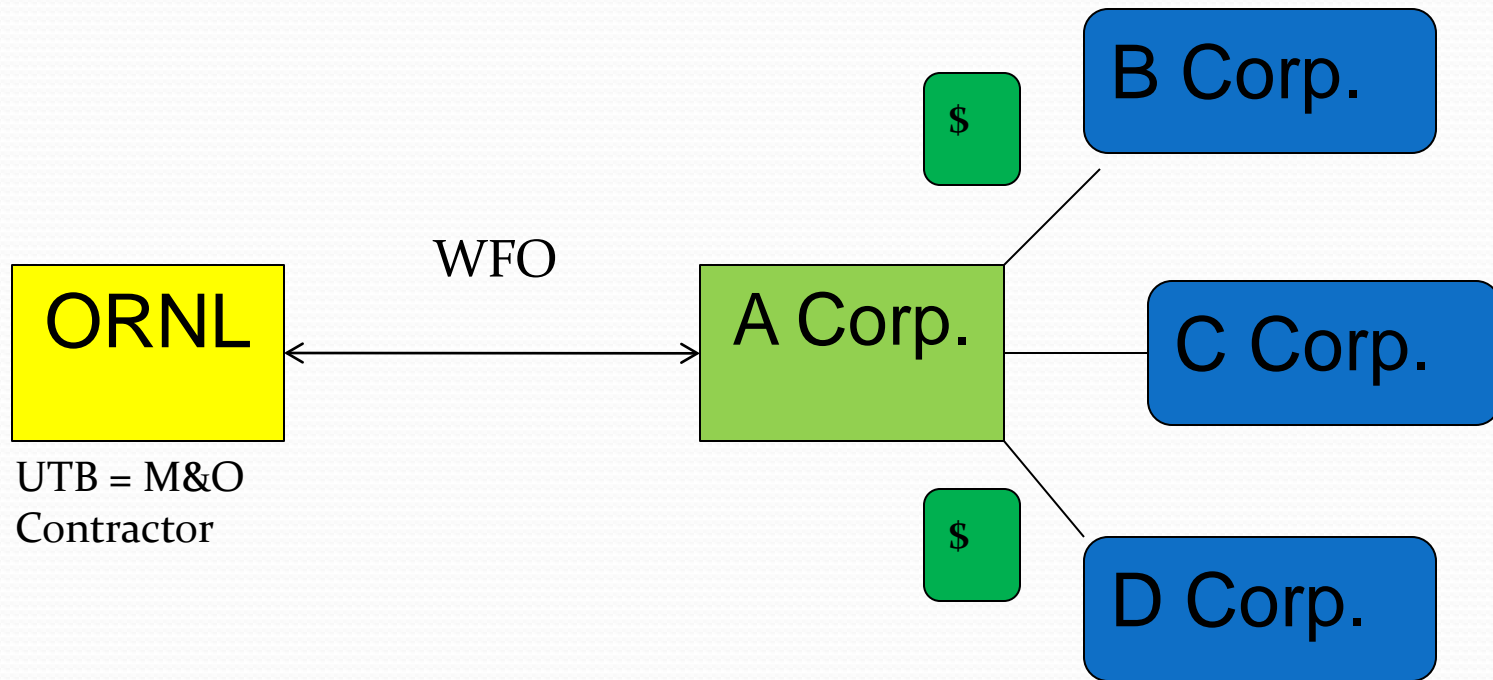 B Corp.
$
WFO
ORNL
A Corp.
C Corp.
UTB = M&O
Contractor
$
D Corp.